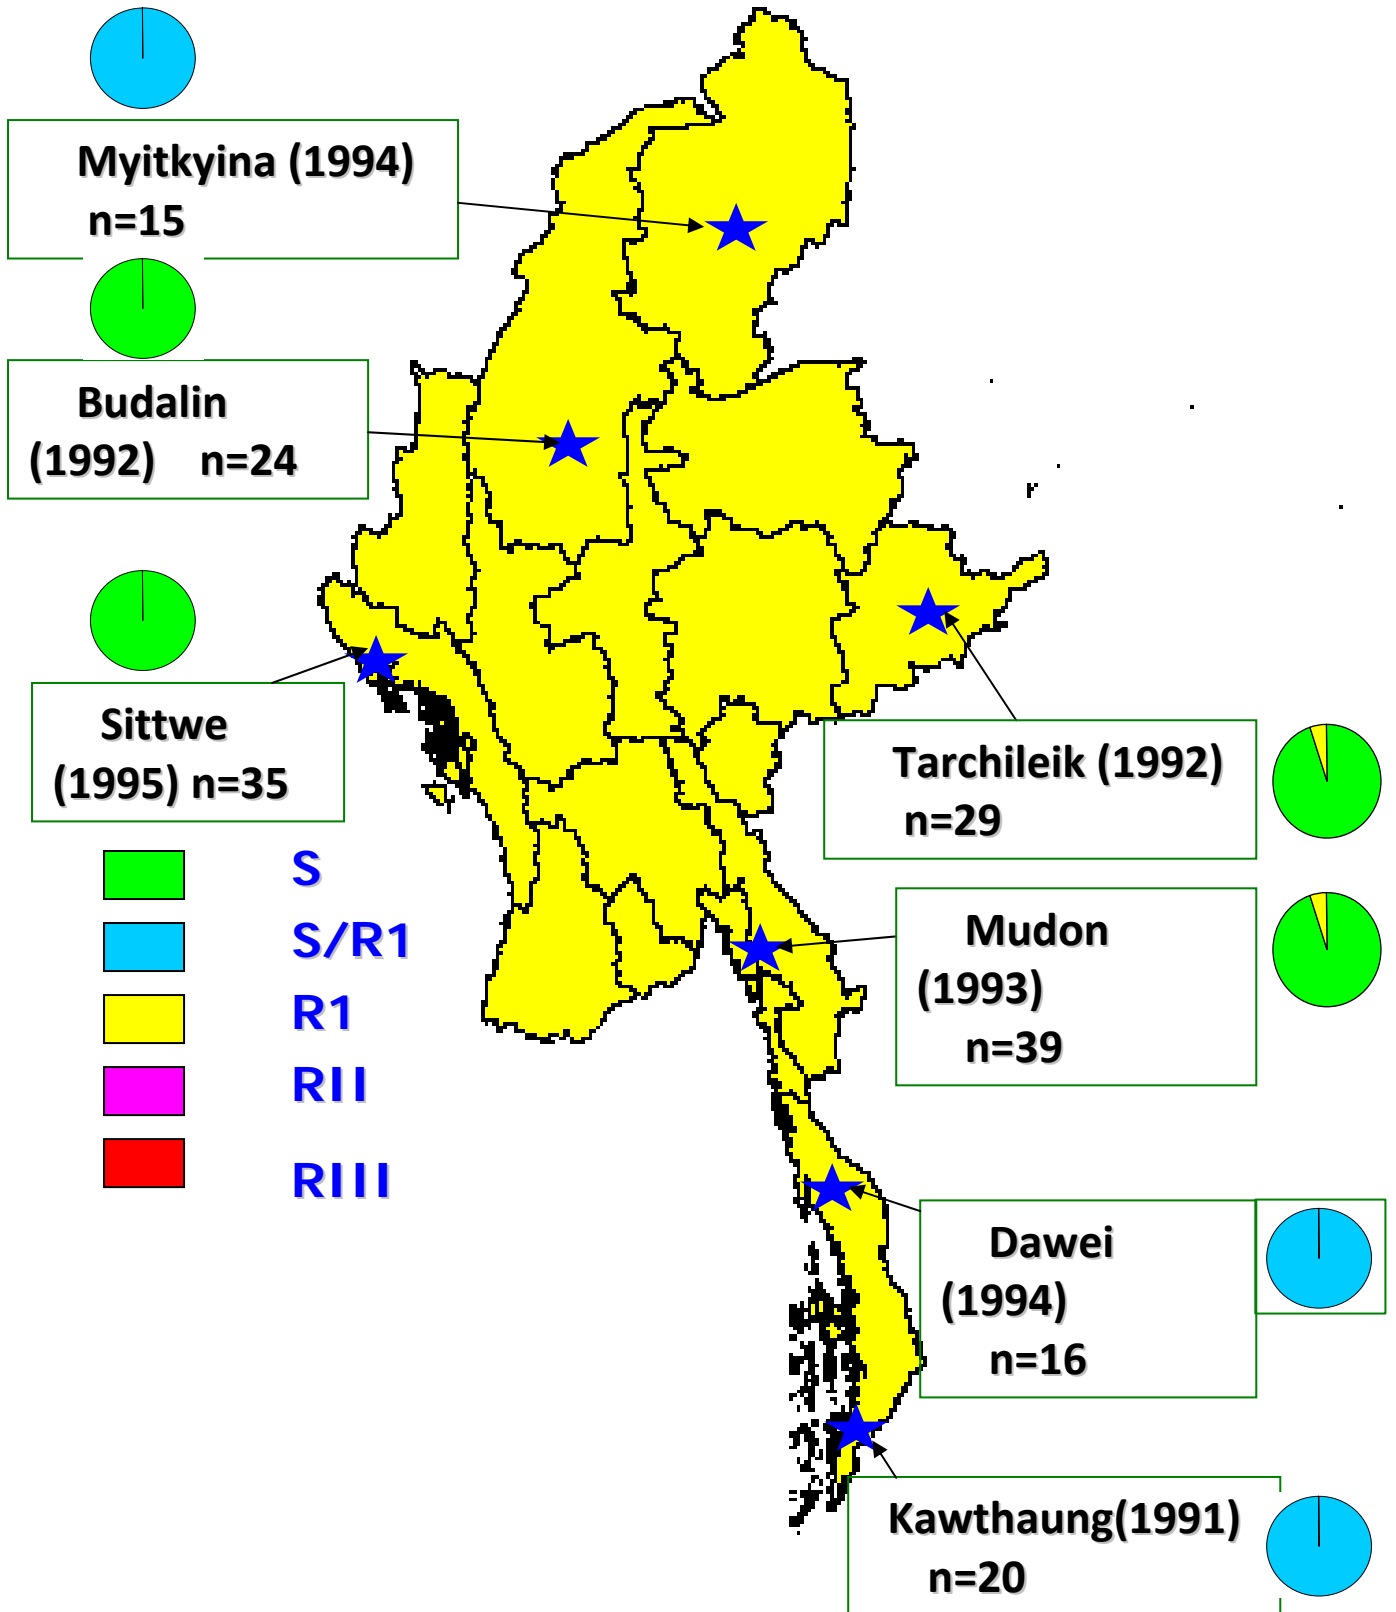 Myitkyina (1994)
n=15
Budalin
(1992) n=24
Sittwe
(1995) n=35
S
S/R1
R1
RII
RIII
Tarchileik (1992)
n=29
Mudon
(1993)
n=39
Dawei
(1994)
n=16
Kawthaung(1991)
n=20